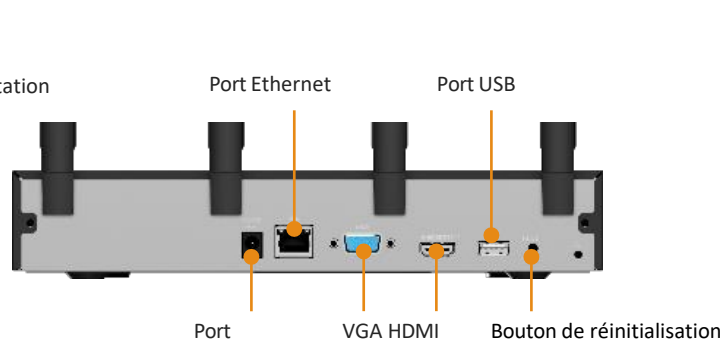 tation
Port Ethernet
Port USB
Port
VGA HDMI
Bouton de réinitialisation